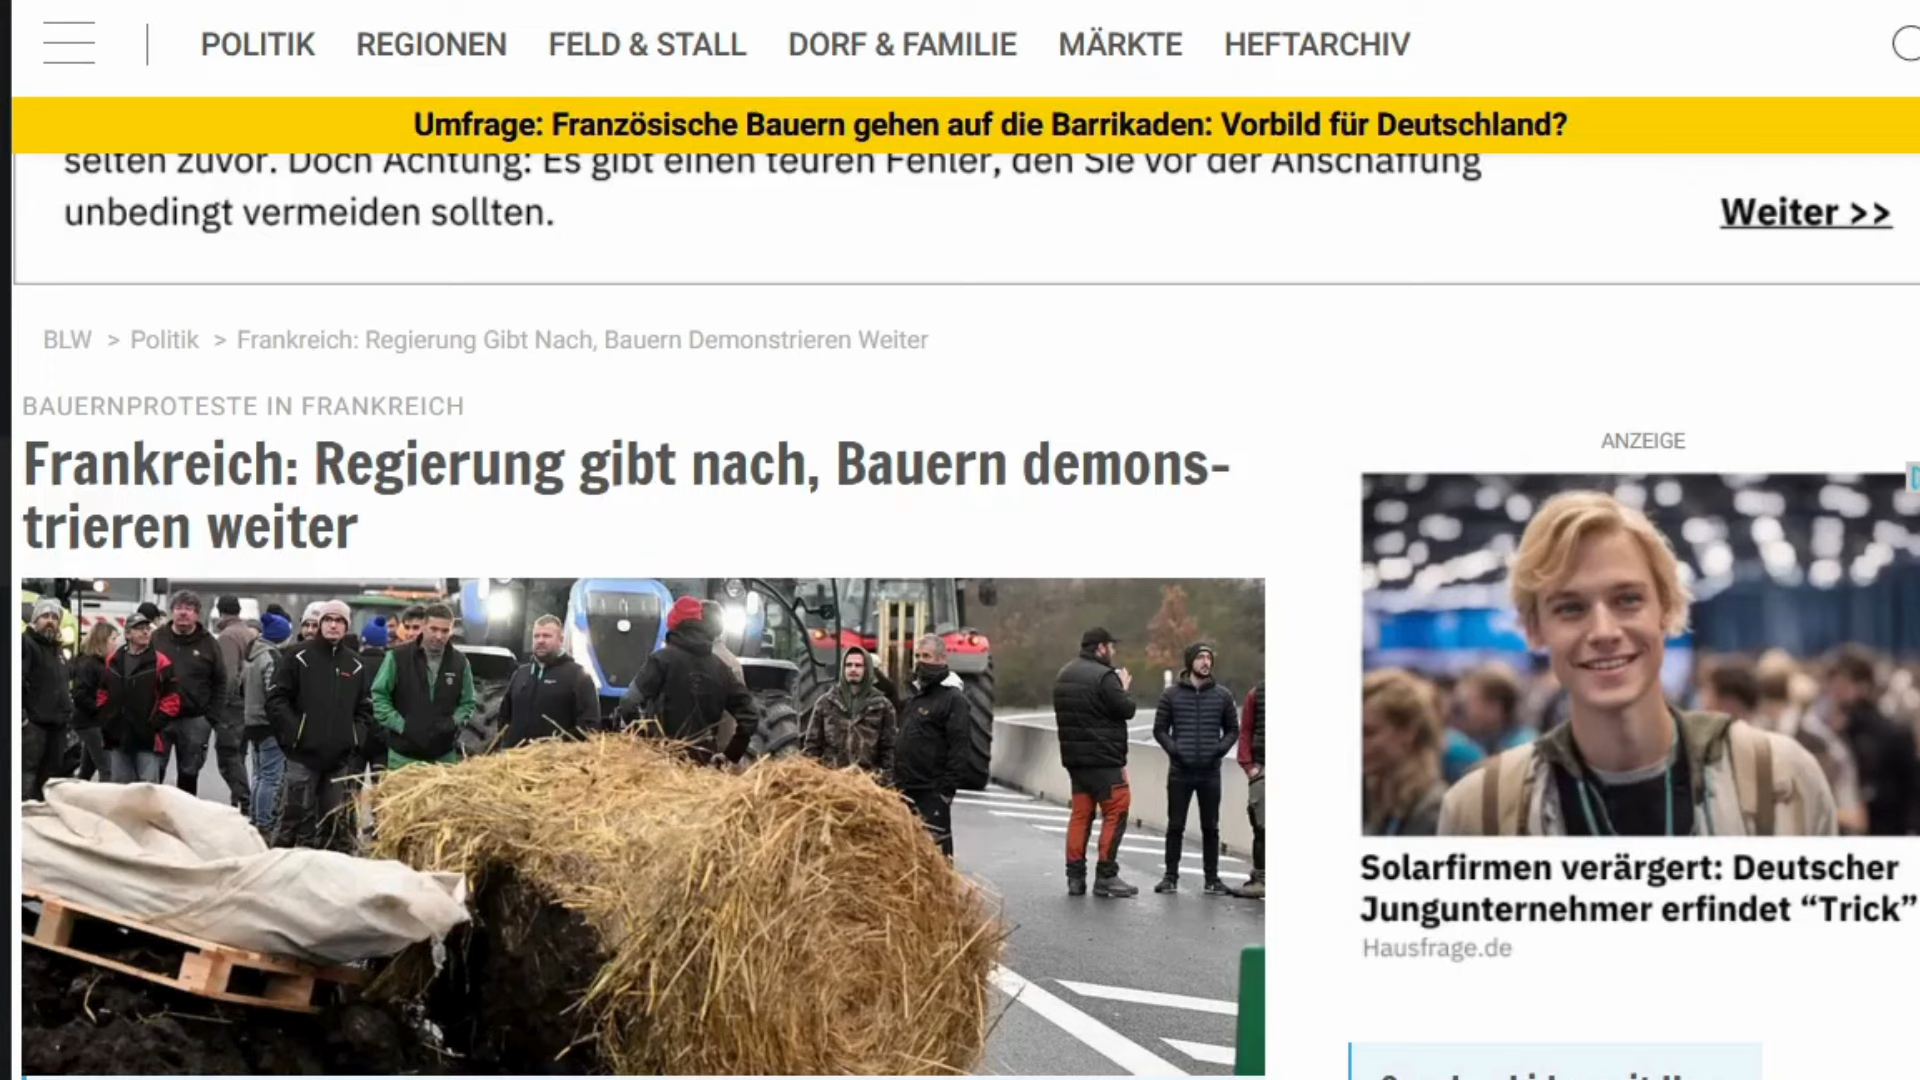 POLITIK REGIONEN FELD & STALL DORF & FAMILIE MÄRKTE HEFTARCHIV
Umfrage: Französische Bauern gehen auf die Barrikaden: Vorbild für Deutschland?
selten zuvor. Doch Achtung: Es gibt einen teuren Fehler, den Sie vor der Anschaffung
unbedingt vermeiden sollten.
Weiter >>
BLW > Politik > Frankreich: Regierung Gibt Nach, Bauern Demonstrieren Weiter
BAUERNPROTESTE IN FRANKREICH
Frankreich: Regierung gibt nach, Bauern demons-
trieren weiter
ANZEIGE
Solarfirmen verärgert: Deutscher
Jungunternehmer erfindet “Trick”
Hausfrage.de